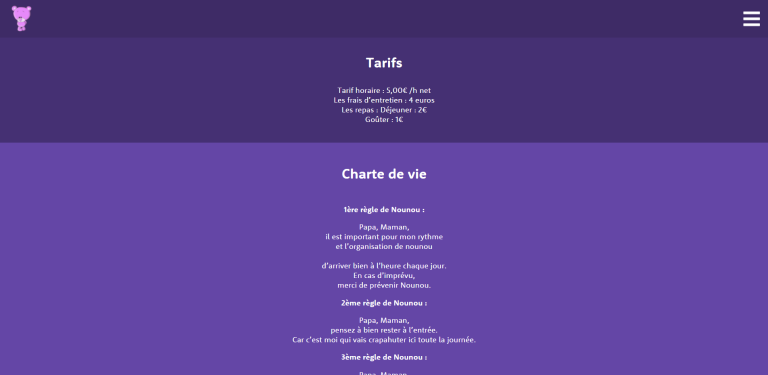 Tarifs
Tarif horaire : 5,00€ /h net
Les frais d'entretien : 4 euros
Les repas : Déjeuner : 2€
Goûter : 1€
Charte de vie
1ère règle de Nounou :
Papa, Maman,
il est important pour mon rythme
et l'organisation de nounou
d'arriver bien à l'heure chaque jour.
En cas d'imprévu,
merci de prévenir Nounou.
2ème règle de Nounou :
Papa, Maman,
pensez à bien rester à l'entrée.
Car c'est moi qui vais crapahuter ici toute la journée.
3ème règle de Nounou :
Papa, Maman,